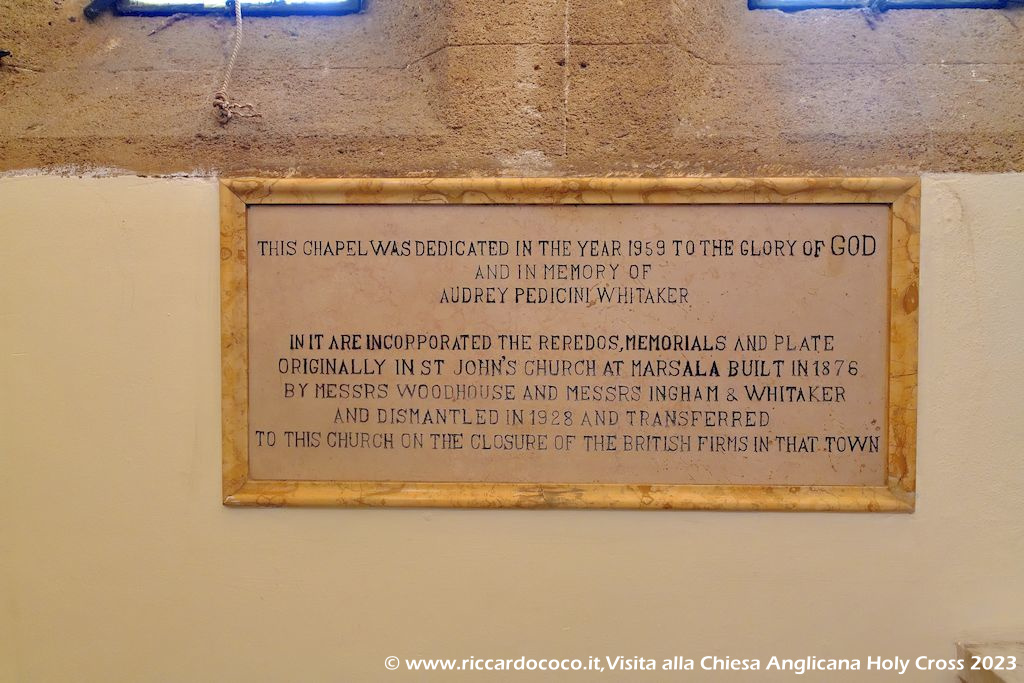 THIS CHAPEL WAS DEDICATED IN THE YEAR 1959 TO THE GLORY OF GOD
AND IN MEMORY OF
AUDREY PEDICINI WHITAKER
IN IT ARE INCORPORATED THE REREDOS, MEMORIALS AND PLATE
ORIGINALLY IN ST JOHN'S CHURCH AT MARSALA BUILT IN 1876
BY MESSRS WOODHOUSE AND MESSRS INGHAM & WHITAKER
AND DISMANTLED IN 1928 AND TRANSFERRED
TO THIS CHURCH ON THE CLOSURE OF THE BRITISH FIRMS IN THAT TOWN
© www.riccardococo.it,Visita alla Chiesa Anglicana Holy Cross 2023